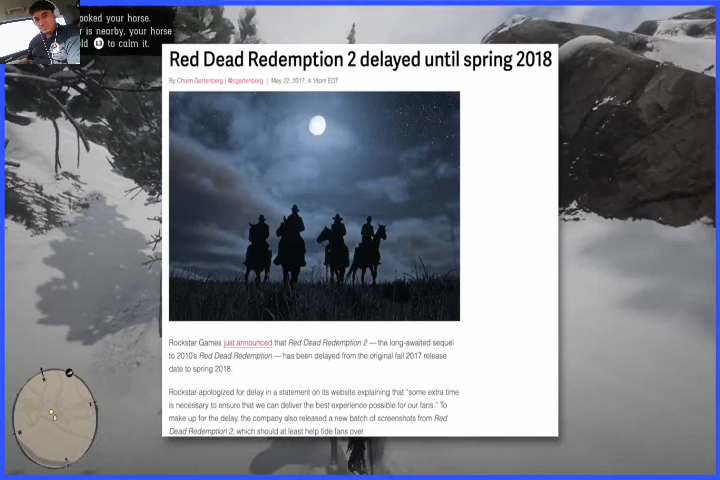 ooked your horse.
r is nearby, your horse
ld L3 to calm it.
Red Dead Redemption 2 delayed until spring 2018
By Chaim Gartenberg | @cgartenberg | May 22, 2017, 4:18pm EDT
Rockstar Games just announced that Red Dead Redemption 2 — the long-awaited sequel
to 2010's Red Dead Redemption — has been delayed from the original fall 2017 release
date to spring 2018.
Rockstar apologized for delay in a statement on its website explaining that “some extra time
is necessary to ensure that we can deliver the best experience possible for our fans.” To
make up for the delay, the company also released a new batch of screenshots from Red
Dead Redemption 2, which should at least help tide fans over.